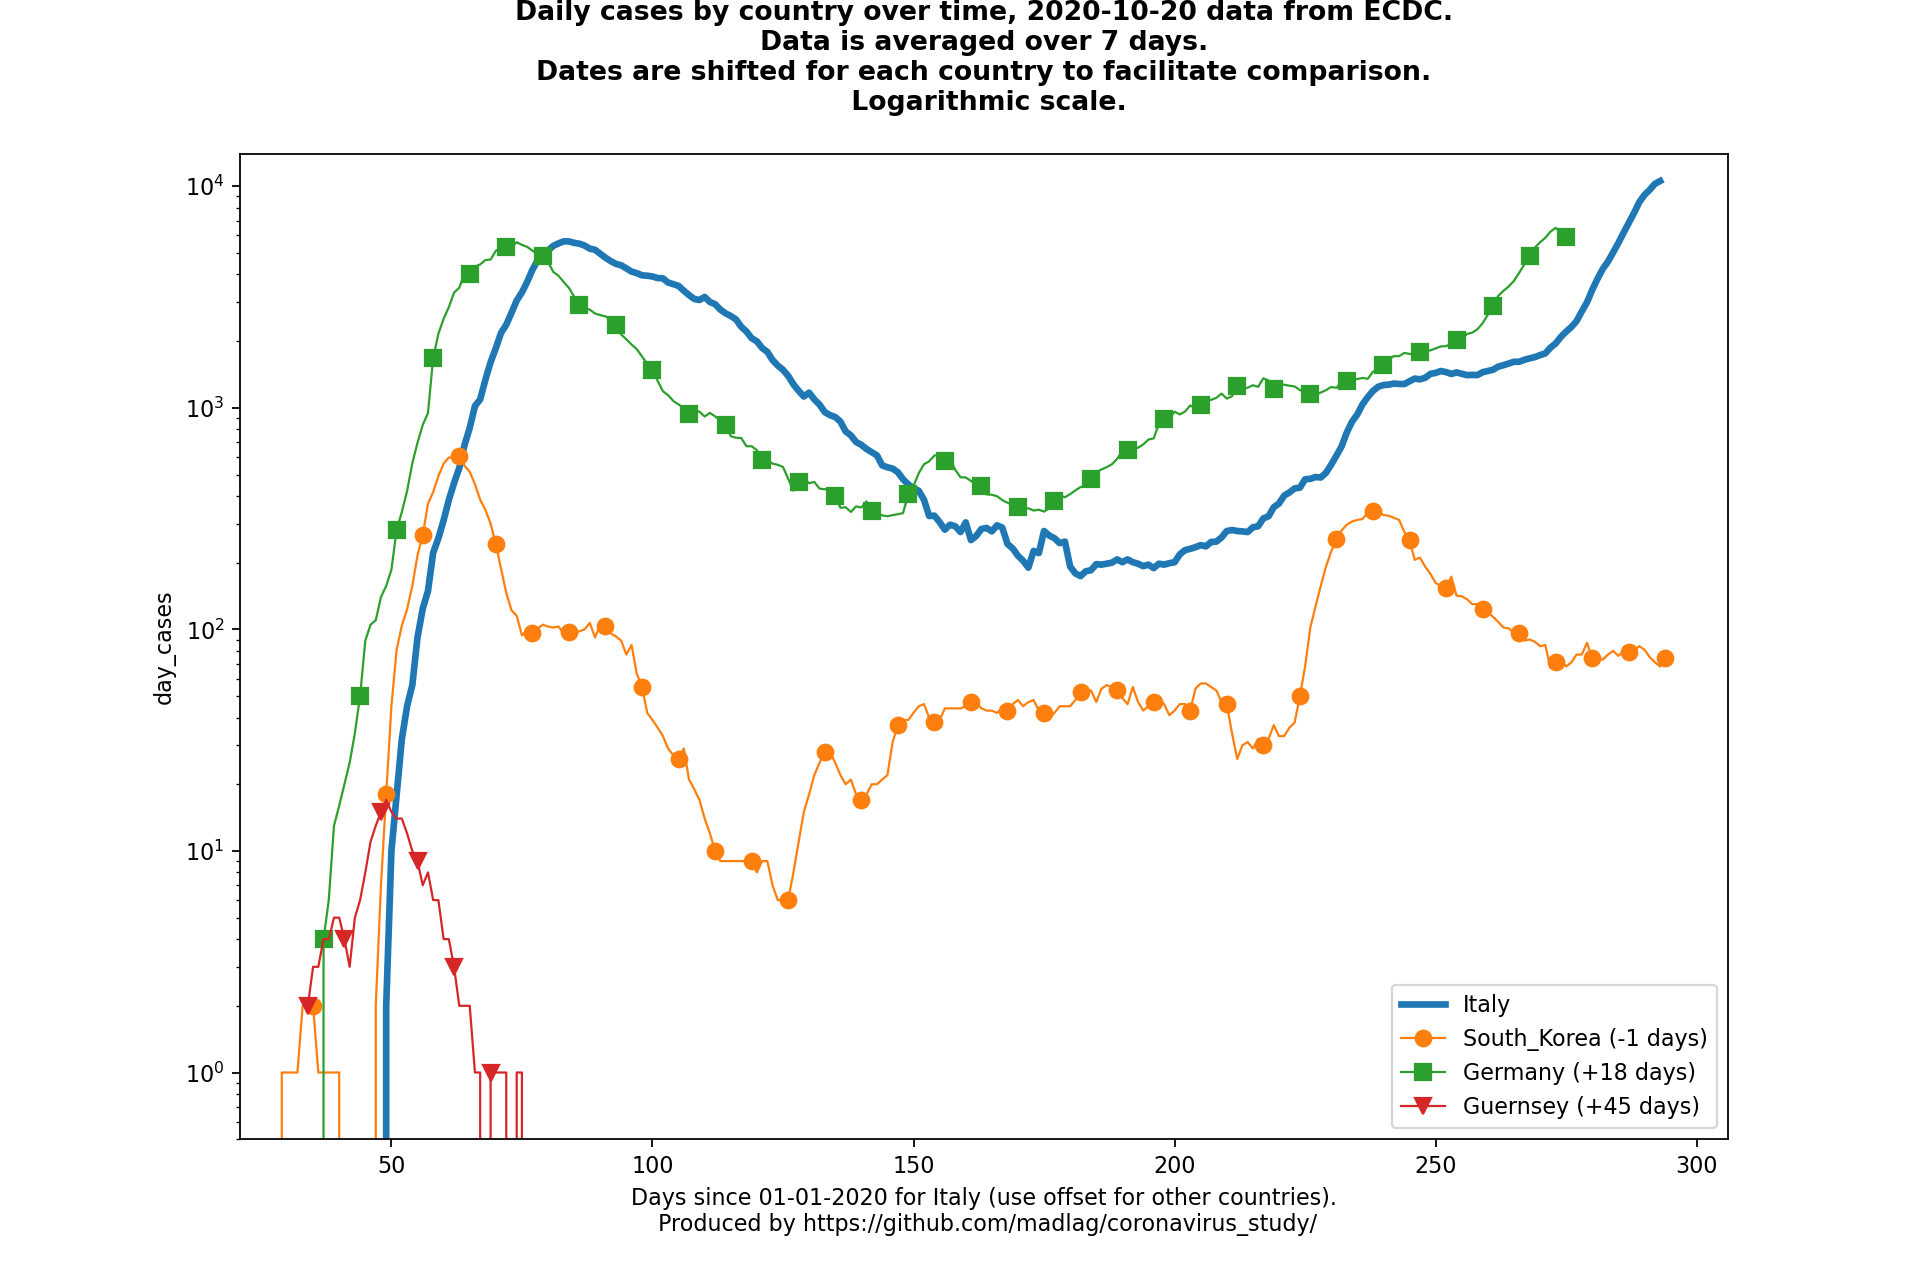 Daily cases by country over time, 2020-10-20 data from ECDC.
Data is averaged over 7 days.
Dates are shifted for each country to facilitate comparison.
Logarithmic scale.
10^4
10^3
10^2
10^1
10^0
day_cases
Italy
South_Korea (-1 days)
Germany (+18 days)
Guernsey (+45 days)
50 100 150 200 250 300
Days since 01-01-2020 for Italy (use offset for other countries).
Produced by https://github.com/madlag/coronavirus_study/